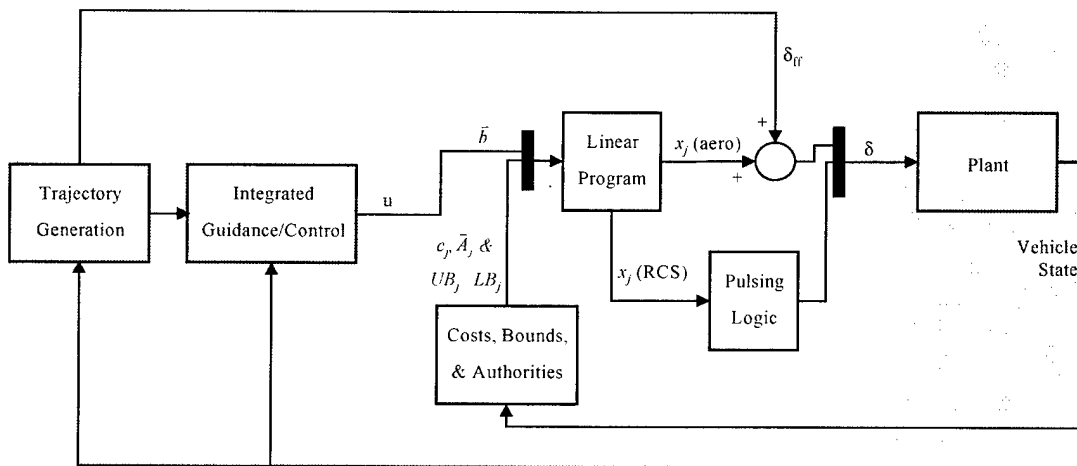 δff
+
b̄
Linear
Program
xj (aero)
+
δ
Plant
Trajectory
Generation
Integrated
Guidance/Control
u
cj, Āj &
UBj LBj
xj (RCS)
Pulsing
Logic
Vehicle
State
Costs, Bounds,
& Authorities